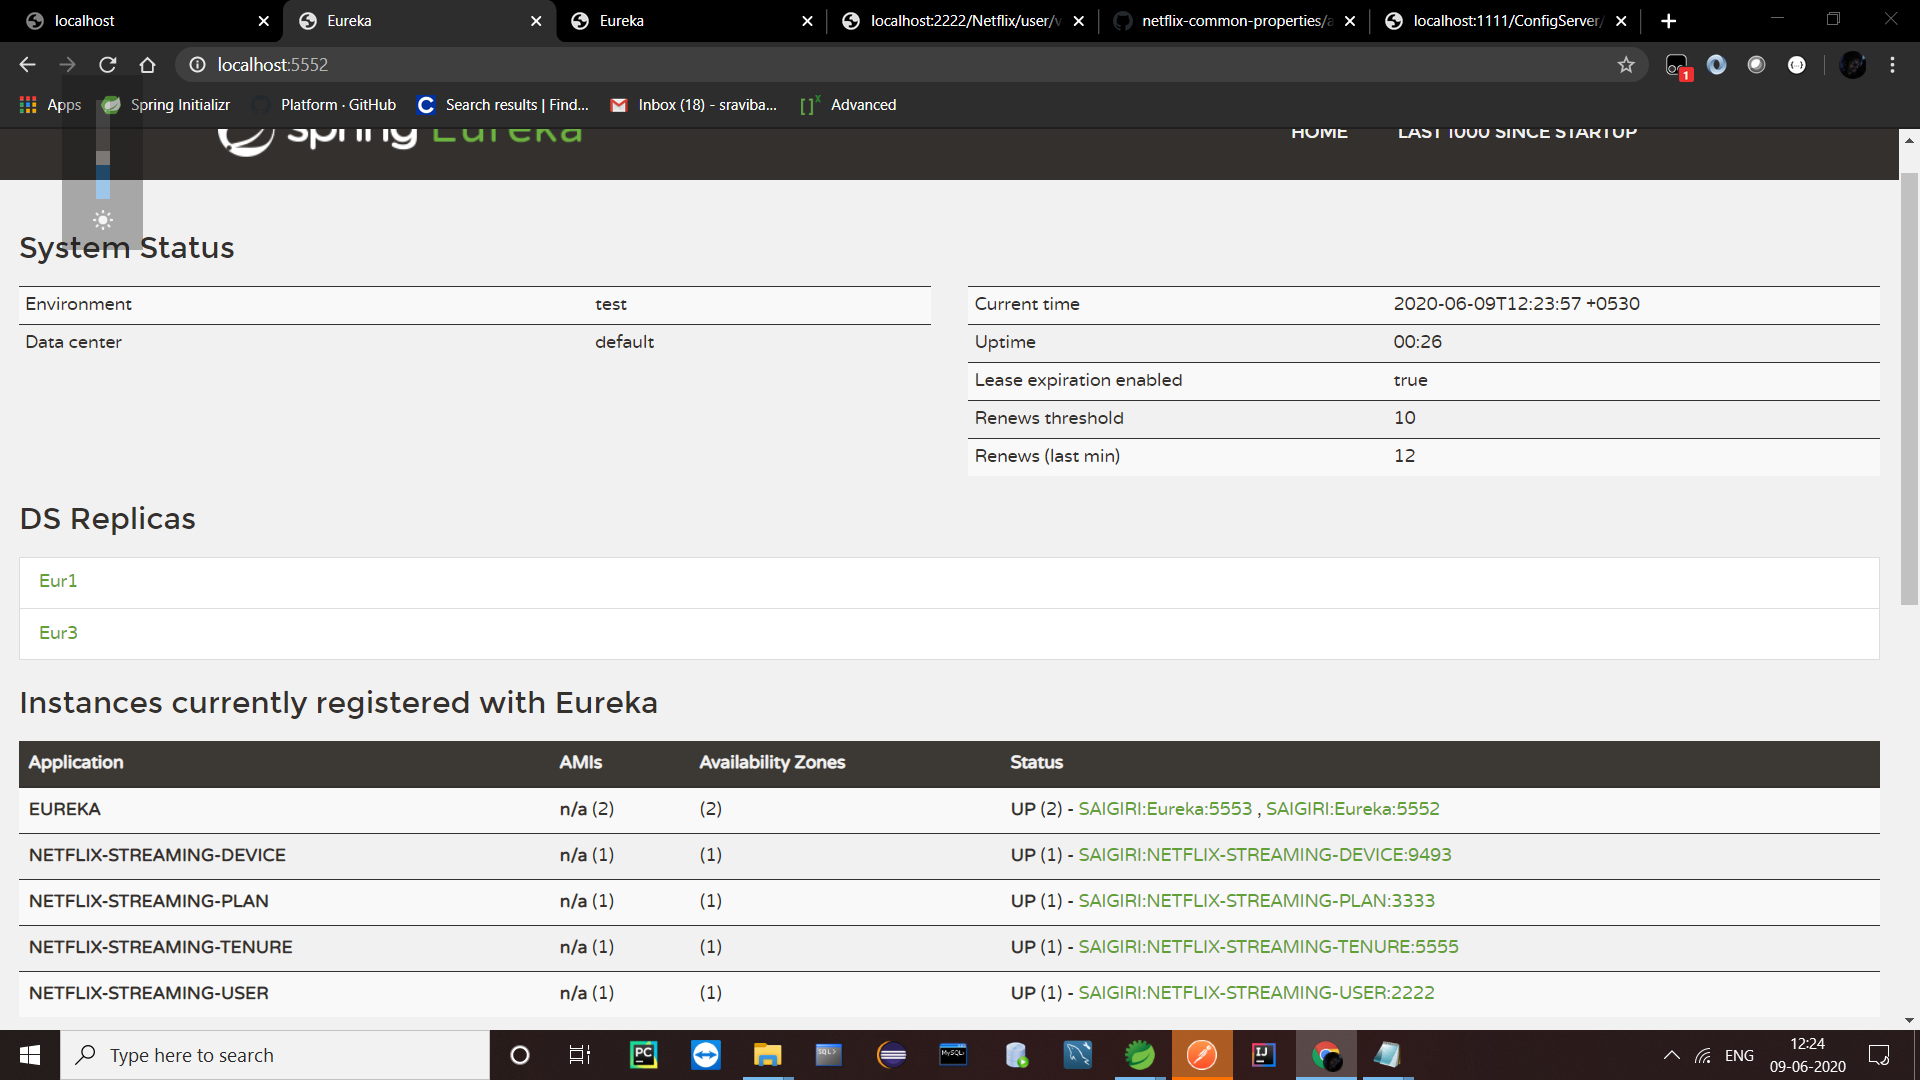 localhost
Eureka
Eureka
localhost:2222/Netflix/user/v
netflix-common-properties/a
localhost:1111/ConfigServer/
localhost:5552
1
Apps
Spring Initializr
Platform · GitHub
Search results | Find...
Inbox (18) - sraviba...
Advanced
spring Eureka
HOME
LAST 1000 SINCE STARTUP
System Status
Environment test
Data center default
Current time 2020-06-09T12:23:57 +0530
Uptime 00:26
Lease expiration enabled true
Renews threshold 10
Renews (last min) 12
DS Replicas
Eur1
Eur3
Instances currently registered with Eureka
Application AMIs Availability Zones Status
EUREKA n/a (2) (2) UP (2) - SAIGIRI:Eureka:5553 , SAIGIRI:Eureka:5552
NETFLIX-STREAMING-DEVICE n/a (1) (1) UP (1) - SAIGIRI:NETFLIX-STREAMING-DEVICE:9493
NETFLIX-STREAMING-PLAN n/a (1) (1) UP (1) - SAIGIRI:NETFLIX-STREAMING-PLAN:3333
NETFLIX-STREAMING-TENURE n/a (1) (1) UP (1) - SAIGIRI:NETFLIX-STREAMING-TENURE:5555
NETFLIX-STREAMING-USER n/a (1) (1) UP (1) - SAIGIRI:NETFLIX-STREAMING-USER:2222
Type here to search
PC
SQL>
MySQL
IJ
ENG
12:24
09-06-2020